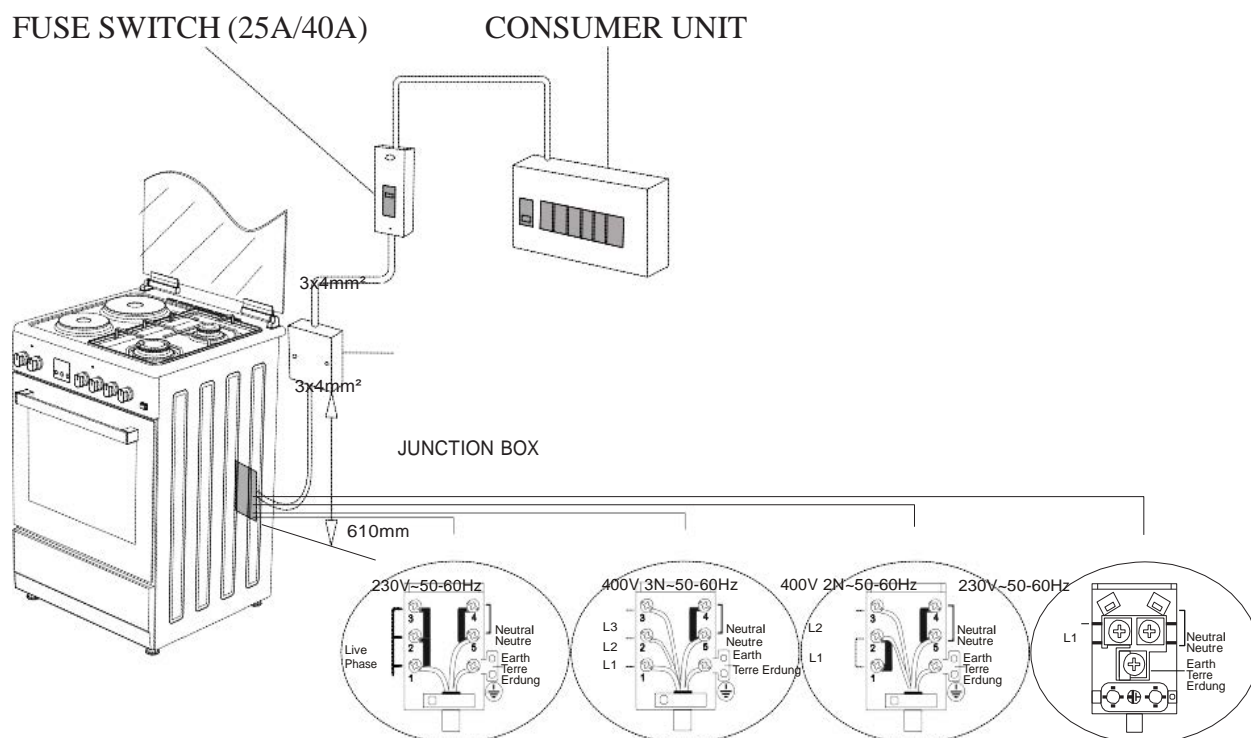 FUSE SWITCH (25A/40A)
CONSUMER UNIT
3x4mm²
3x4mm²
JUNCTION BOX
610mm
230V~50-60Hz
3
2
1
4
5
Live
Phase
Neutral
Neutre
Earth
Terre
Erdung
400V 3N~50-60Hz
L3
L2
L1
3
2
1
4
5
Neutral
Neutre
Earth
Terre Erdung
400V 2N~50-60Hz
L2
L1
3
2
1
4
5
Neutral
Neutre
Earth
Terre
Erdung
230V~50-60Hz
L1
Neutral
Neutre
Earth
Terre
Erdung